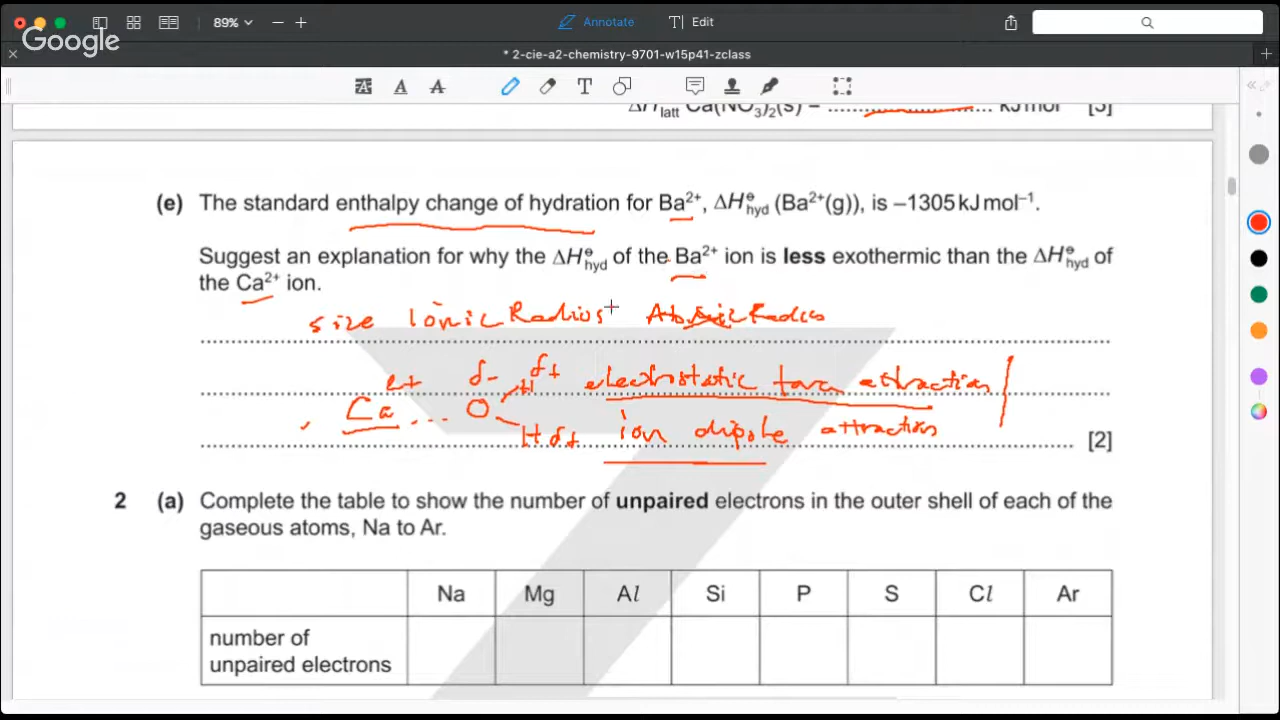 89%
Annotate
T Edit
Google
* 2-cie-a2-chemistry-9701-w15p41-zclass
ΔH latt Ca(NO3)2(s) = .............................. kJ mol [3]
(e) The standard enthalpy change of hydration for Ba²⁺, ΔH⊖hyd (Ba²⁺(g)), is –1305 kJ mol⁻¹.
Suggest an explanation for why the ΔH⊖hyd of the Ba²⁺ ion is less exothermic than the ΔH⊖hyd of
the Ca²⁺ ion.
size Ionic Radius Atomic Radius
2+ δ- δ+ H electrostatic force attraction
Ca ... O
H δ+ ion dipole attraction
[2]
2 (a) Complete the table to show the number of unpaired electrons in the outer shell of each of the
gaseous atoms, Na to Ar.
Na Mg Al Si P S Cl Ar
number of
unpaired electrons